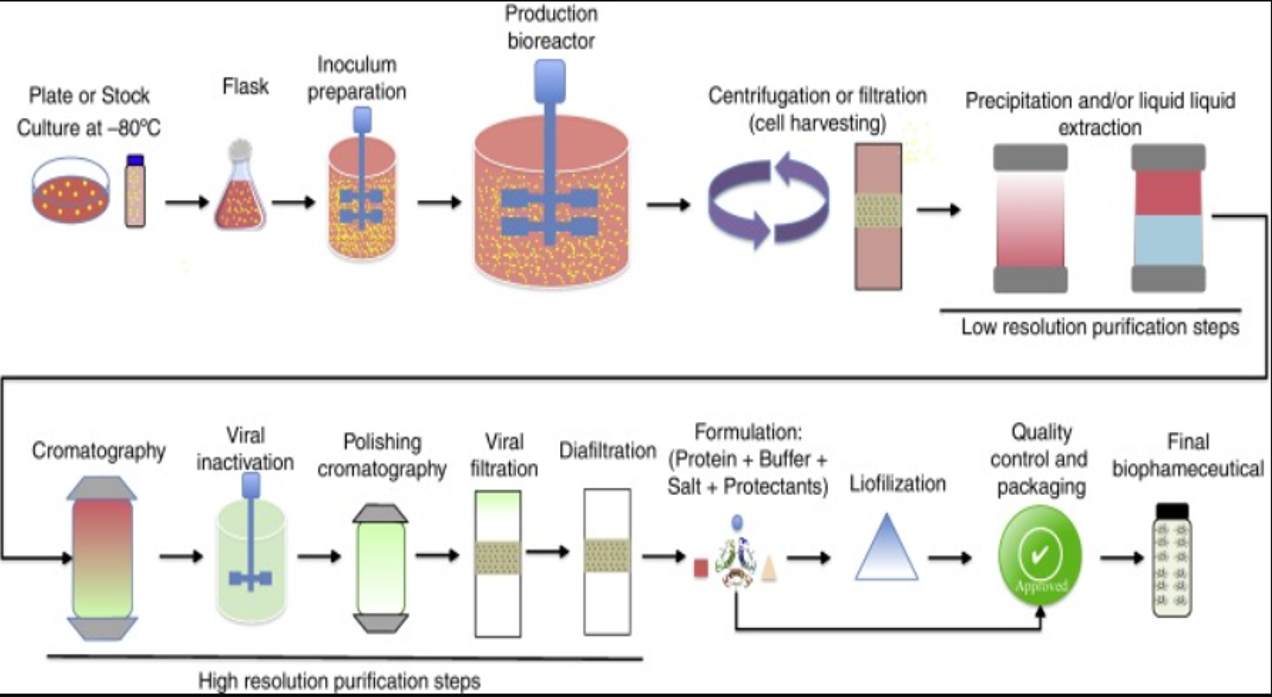 Plate or Stock
Culture at –80ºC
Flask
Inoculum
preparation
Production
bioreactor
Centrifugation or filtration
(cell harvesting)
Precipitation and/or liquid liquid
extraction
Low resolution purification steps
Cromatography
Viral
inactivation
Polishing
cromatography
Viral
filtration
Diafiltration
Formulation:
(Protein + Buffer +
Salt + Protectants)
Liofilization
Quality
control and
packaging
Approved
Final
biophameceutical
High resolution purification steps